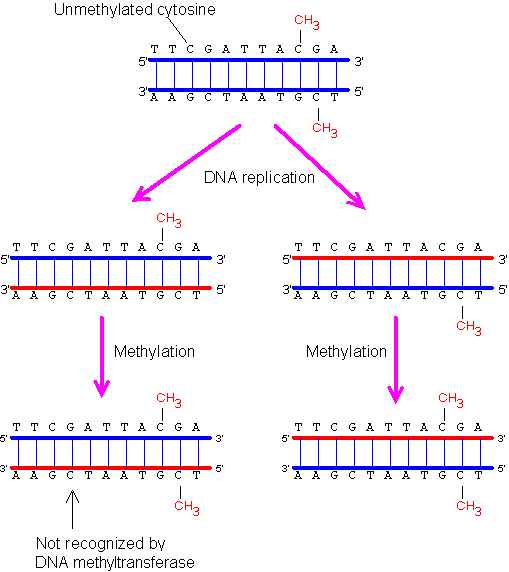 Unmethylated cytosine
CH3
T T C G A T T A C G A
5' 3'
3' 5'
A A G C T A A T G C T
CH3
DNA replication
CH3
T T C G A T T A C G A
5' 3'
3' 5'
A A G C T A A T G C T
T T C G A T T A C G A
5' 3'
3' 5'
A A G C T A A T G C T
CH3
Methylation
Methylation
CH3
T T C G A T T A C G A
5' 3'
3' 5'
A A G C T A A T G C T
CH3
CH3
T T C G A T T A C G A
5' 3'
3' 5'
A A G C T A A T G C T
CH3
Not recognized by
DNA methyltransferase